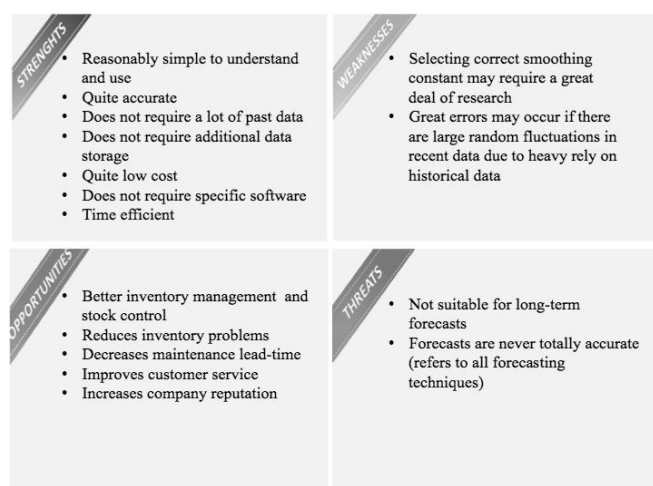 STRENGHTS
• Reasonably simple to understand
and use
• Quite accurate
• Does not require a lot of past data
• Does not require additional data
storage
• Quite low cost
• Does not require specific software
• Time efficient
WEAKNESSES
• Selecting correct smoothing
constant may require a great
deal of research
• Great errors may occur if there
are large random fluctuations in
recent data due to heavy rely on
historical data
OPPORTUNITIES
• Better inventory management and
stock control
• Reduces inventory problems
• Decreases maintenance lead-time
• Improves customer service
• Increases company reputation
THREATS
• Not suitable for long-term
forecasts
• Forecasts are never totally accurate
(refers to all forecasting
techniques)